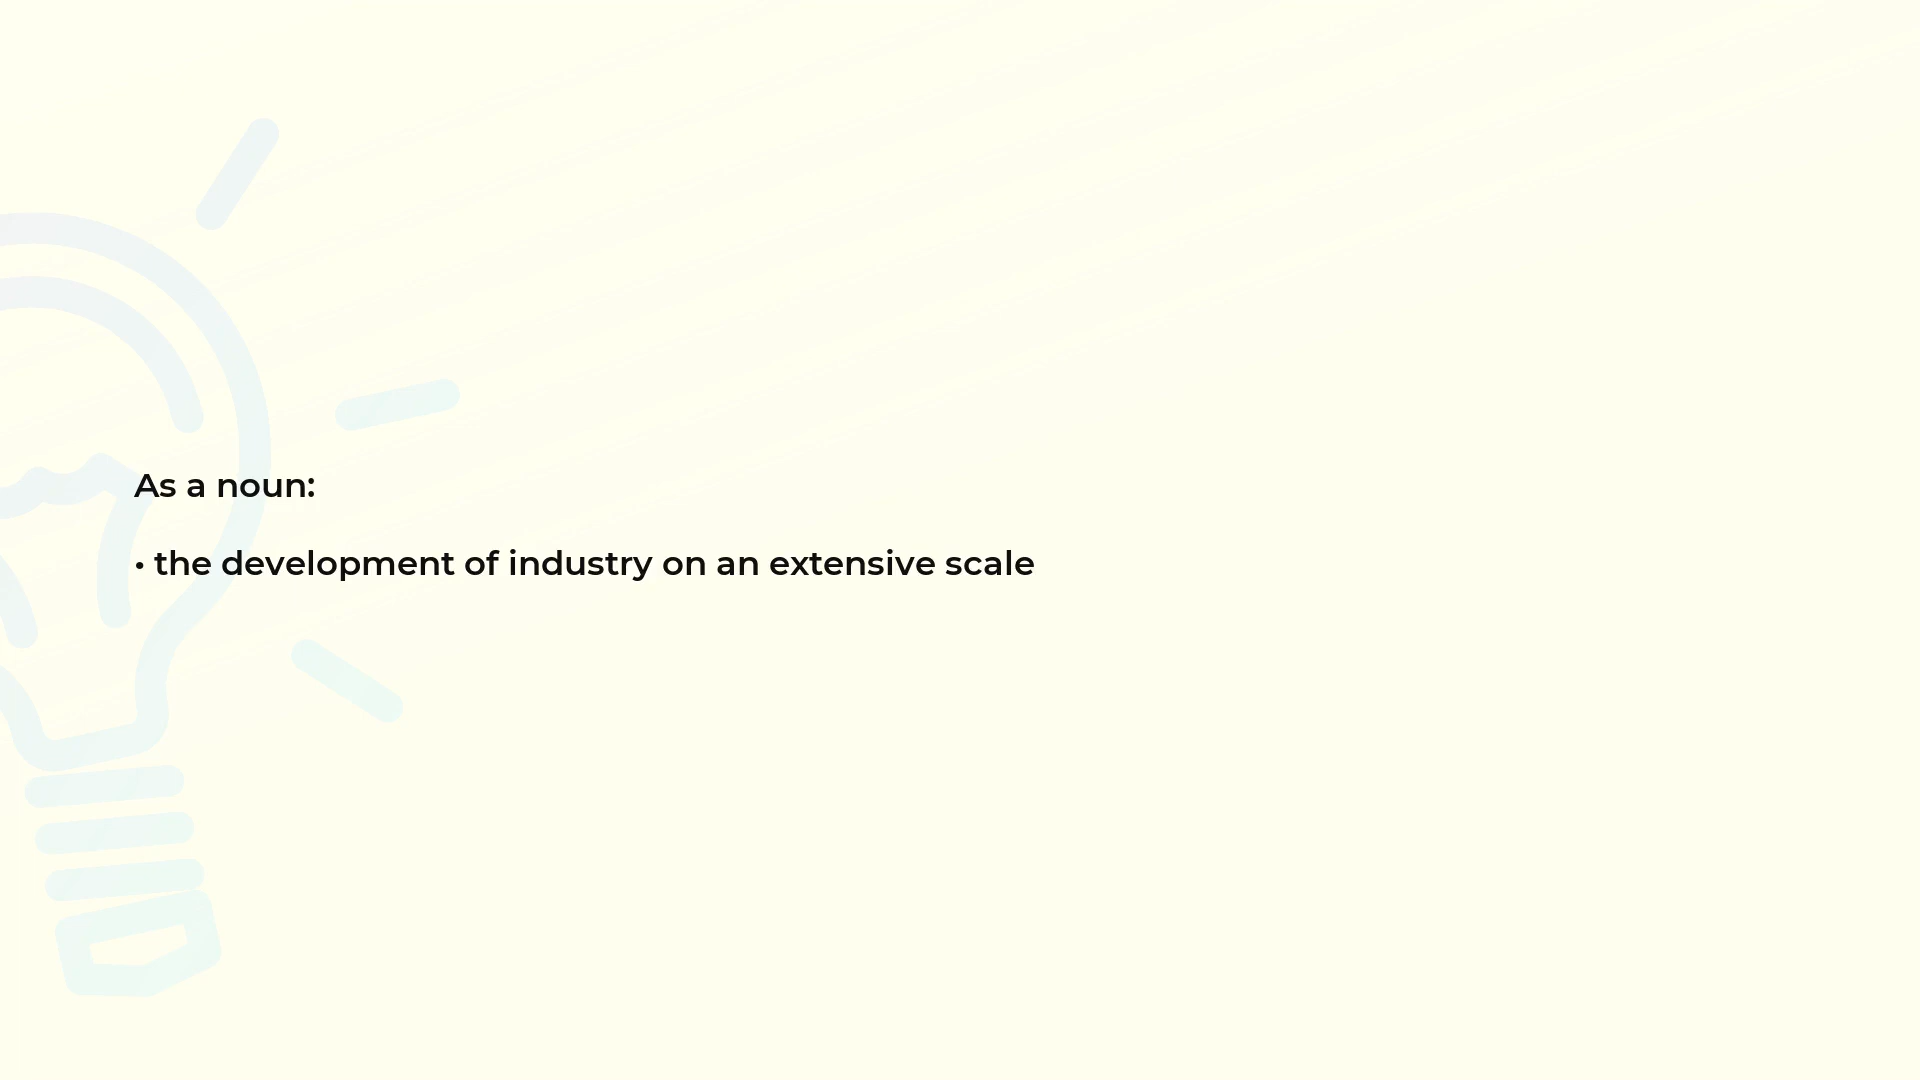 As a noun:
• the development of industry on an extensive scale